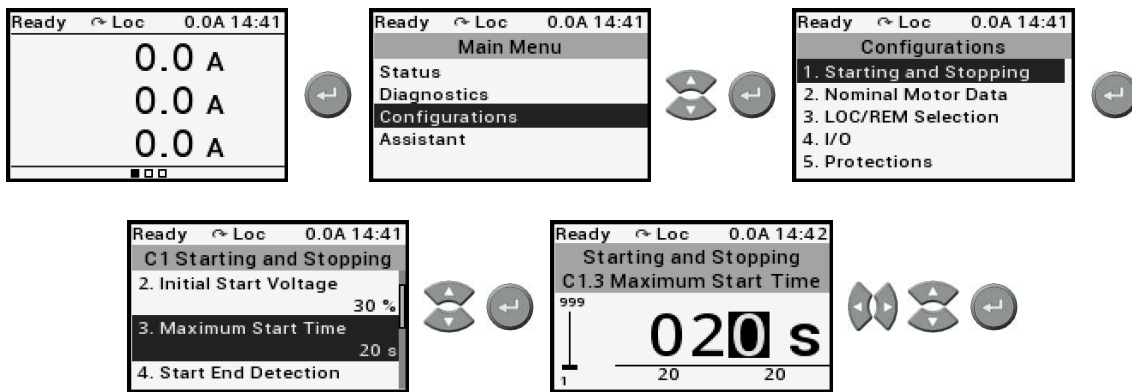 Ready Loc 0.0A 14:41
0.0 A
0.0 A
0.0 A
Ready Loc 0.0A 14:41
Main Menu
Status
Diagnostics
Configurations
Assistant
Ready Loc 0.0A 14:41
Configurations
1. Starting and Stopping
2. Nominal Motor Data
3. LOC/REM Selection
4. I/O
5. Protections
Ready Loc 0.0A 14:41
C1 Starting and Stopping
2. Initial Start Voltage
30 %
3. Maximum Start Time
20 s
4. Start End Detection
Ready Loc 0.0A 14:42
Starting and Stopping
C1.3 Maximum Start Time
999
020 s
1
20 20